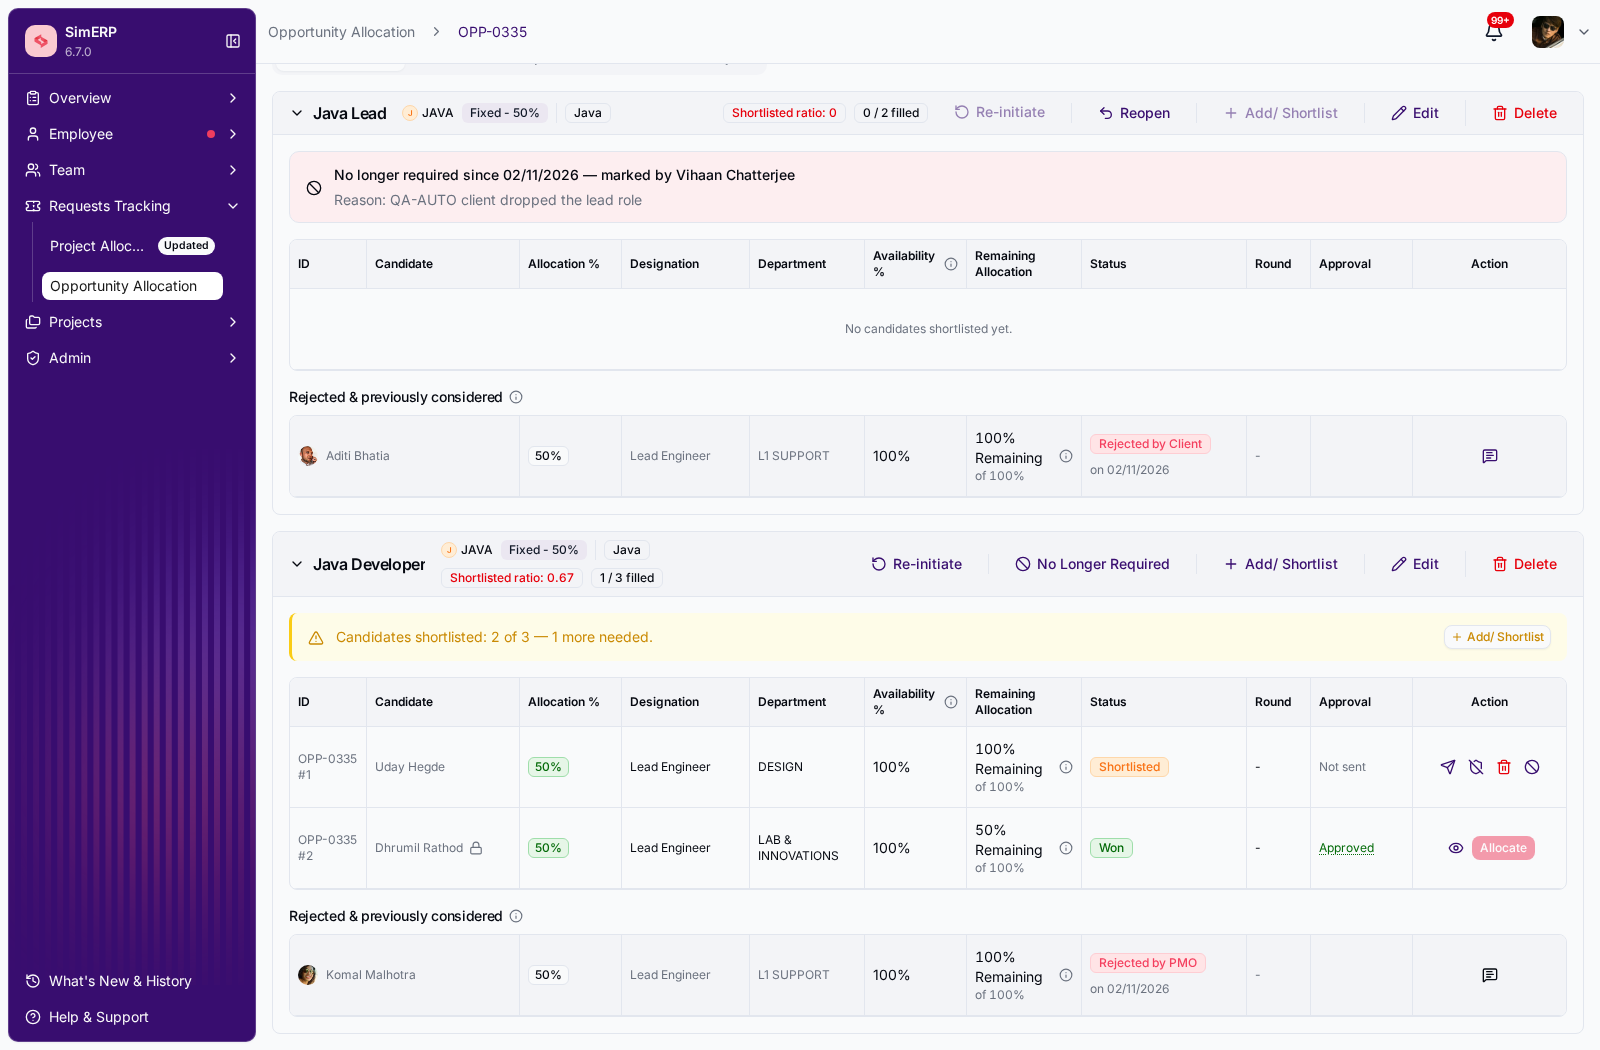 SimERP
6.7.0
Overview
Employee
Team
Requests Tracking
Project Alloc... Updated
Opportunity Allocation
Projects
Admin
What's New & History
Help & Support
Opportunity Allocation > OPP-0335
99+
Java Lead J JAVA Fixed - 50% Java Shortlisted ratio: 0 0 / 2 filled Re-initiate Reopen Add/ Shortlist Edit Delete
No longer required since 02/11/2026 — marked by Vihaan Chatterjee
Reason: QA-AUTO client dropped the lead role
ID Candidate Allocation % Designation Department Availability % Remaining Allocation Status Round Approval Action
No candidates shortlisted yet.
Rejected & previously considered
Aditi Bhatia 50% Lead Engineer L1 SUPPORT 100% 100% Remaining of 100% Rejected by Client on 02/11/2026 -
Java Developer J JAVA Fixed - 50% Java
Shortlisted ratio: 0.67 1 / 3 filled
Re-initiate No Longer Required Add/ Shortlist Edit Delete
Candidates shortlisted: 2 of 3 — 1 more needed. Add/ Shortlist
ID Candidate Allocation % Designation Department Availability % Remaining Allocation Status Round Approval Action
OPP-0335 #1 Uday Hegde 50% Lead Engineer DESIGN 100% 100% Remaining of 100% Shortlisted - Not sent
OPP-0335 #2 Dhrumil Rathod 50% Lead Engineer LAB & INNOVATIONS 100% 50% Remaining of 100% Won - Approved Allocate
Rejected & previously considered
Komal Malhotra 50% Lead Engineer L1 SUPPORT 100% 100% Remaining of 100% Rejected by PMO on 02/11/2026 -